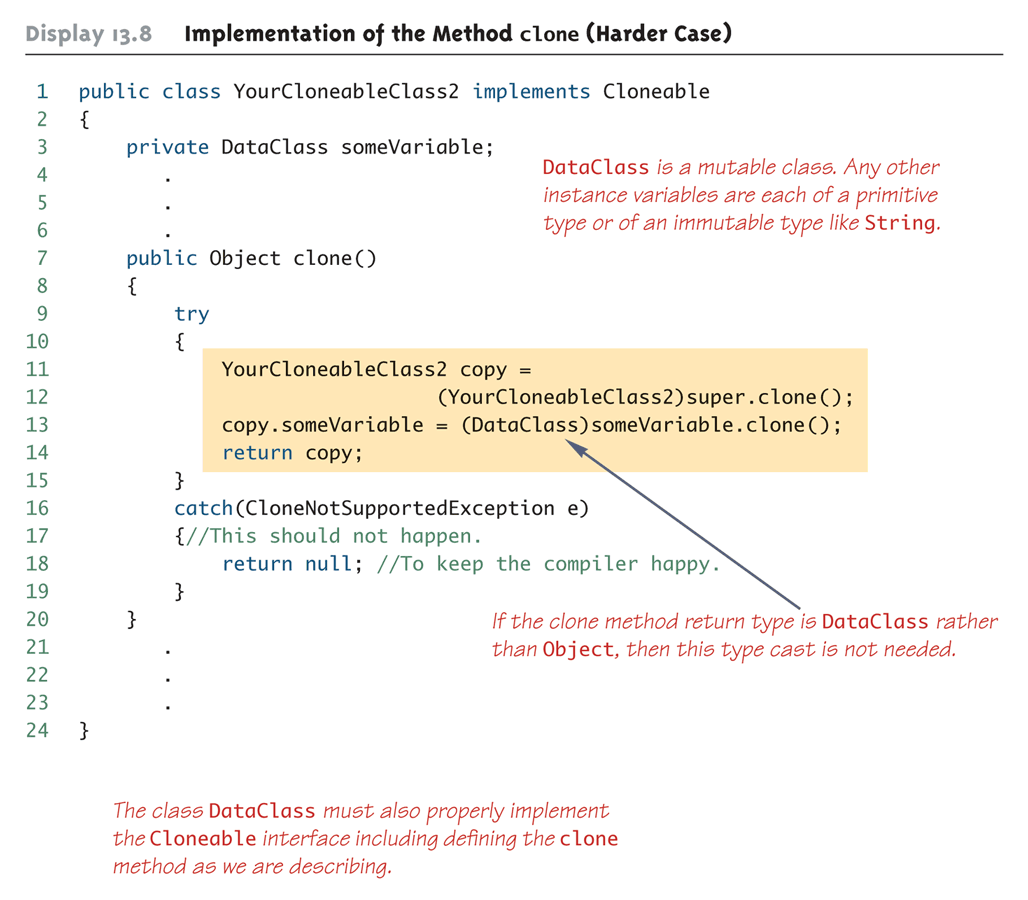 Display 13.8 Implementation of the Method clone (Harder Case)
1 public class YourCloneableClass2 implements Cloneable
2 {
3 private DataClass someVariable;
DataClass is a mutable class. Any other
instance variables are each of a primitive
type or of an immutable type like String.
4 .
5 .
6 .
7 public Object clone()
8 {
9 try
10 {
11 YourCloneableClass2 copy =
12 (YourCloneableClass2)super.clone();
13 copy.someVariable = (DataClass)someVariable.clone();
14 return copy;
15 }
16 catch(CloneNotSupportedException e)
17 {//This should not happen.
18 return null; //To keep the compiler happy.
19 }
20 }
If the clone method return type is DataClass rather
than Object, then this type cast is not needed.
21 .
22 .
23 .
24 }
The class DataClass must also properly implement
the Cloneable interface including defining the clone
method as we are describing.